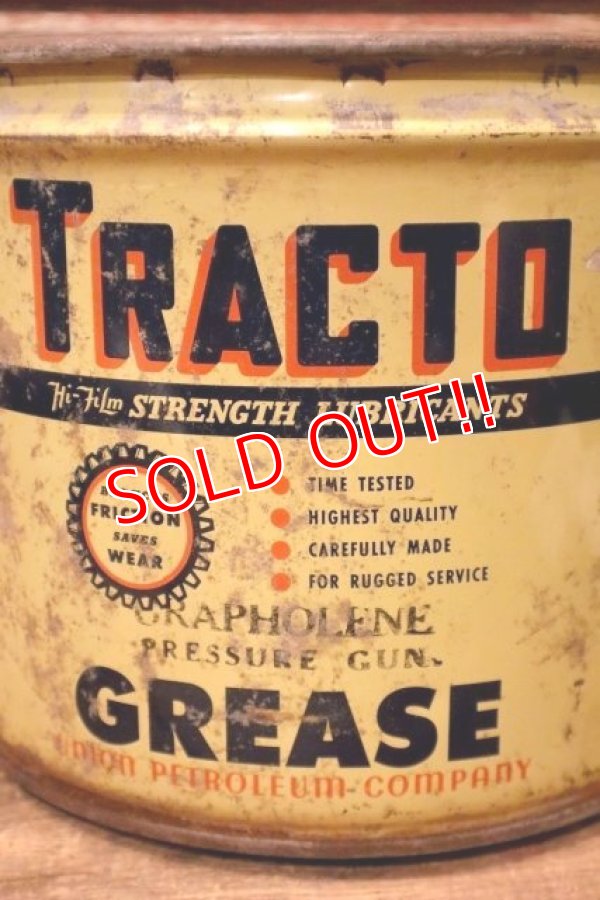 TRACTO
Hi-Film STRENGTH LUBRICANTS
SOLD OUT!!
FRICTION
SAVES
WEAR
TIME TESTED
HIGHEST QUALITY
CAREFULLY MADE
FOR RUGGED SERVICE
GRAPHOLENE
PRESSURE GUN
GREASE
UNION PETROLEUM COMPANY